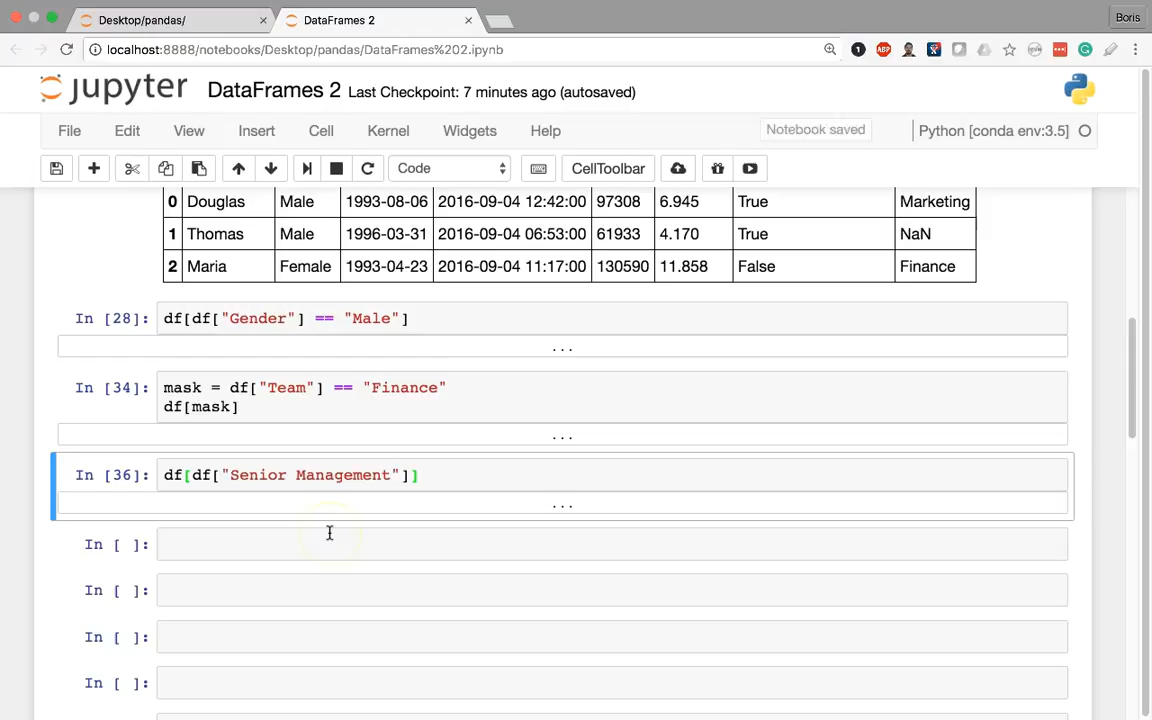 Desktop/pandas/ × DataFrames 2 × Boris
localhost:8888/notebooks/Desktop/pandas/DataFrames%202.ipynb
jupyter DataFrames 2 Last Checkpoint: 7 minutes ago (autosaved)
File Edit View Insert Cell Kernel Widgets Help Notebook saved Python [conda env:3.5]
Code CellToolbar
0 Douglas Male 1993-08-06 2016-09-04 12:42:00 97308 6.945 True Marketing
1 Thomas Male 1996-03-31 2016-09-04 06:53:00 61933 4.170 True NaN
2 Maria Female 1993-04-23 2016-09-04 11:17:00 130590 11.858 False Finance
In [28]: df[df["Gender"] == "Male"]
...
In [34]: mask = df["Team"] == "Finance"
df[mask]
...
In [36]: df[df["Senior Management"]]
...
In [ ]:
In [ ]:
In [ ]:
In [ ]: